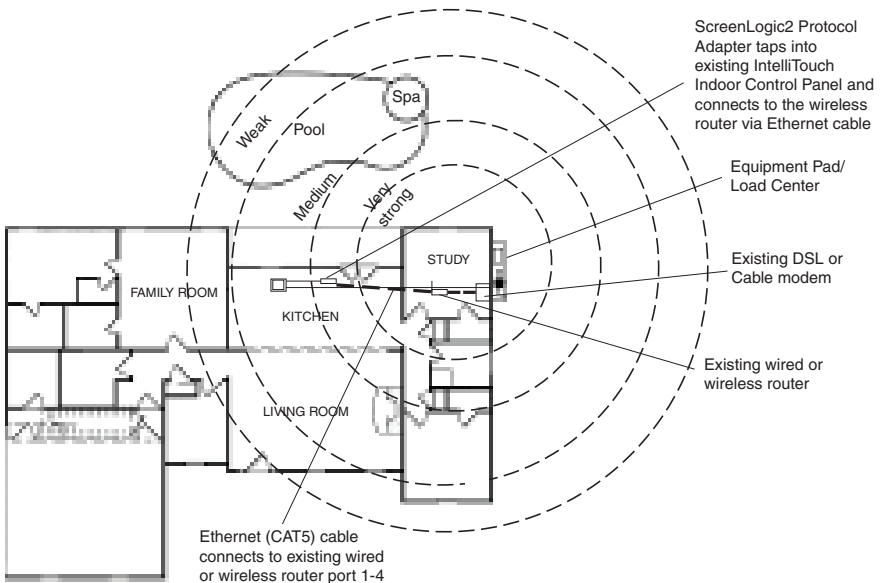 ScreenLogic2 Protocol
Adapter taps into
existing IntelliTouch
Indoor Control Panel and
connects to the wireless
router via Ethernet cable
Spa
Pool
Weak
Medium
Very
strong
Equipment Pad/
Load Center
STUDY
Existing DSL or
Cable modem
FAMILY ROOM
KITCHEN
Existing wired or
wireless router
LIVING ROOM
Ethernet (CAT5) cable
connects to existing wired
or wireless router port 1-4